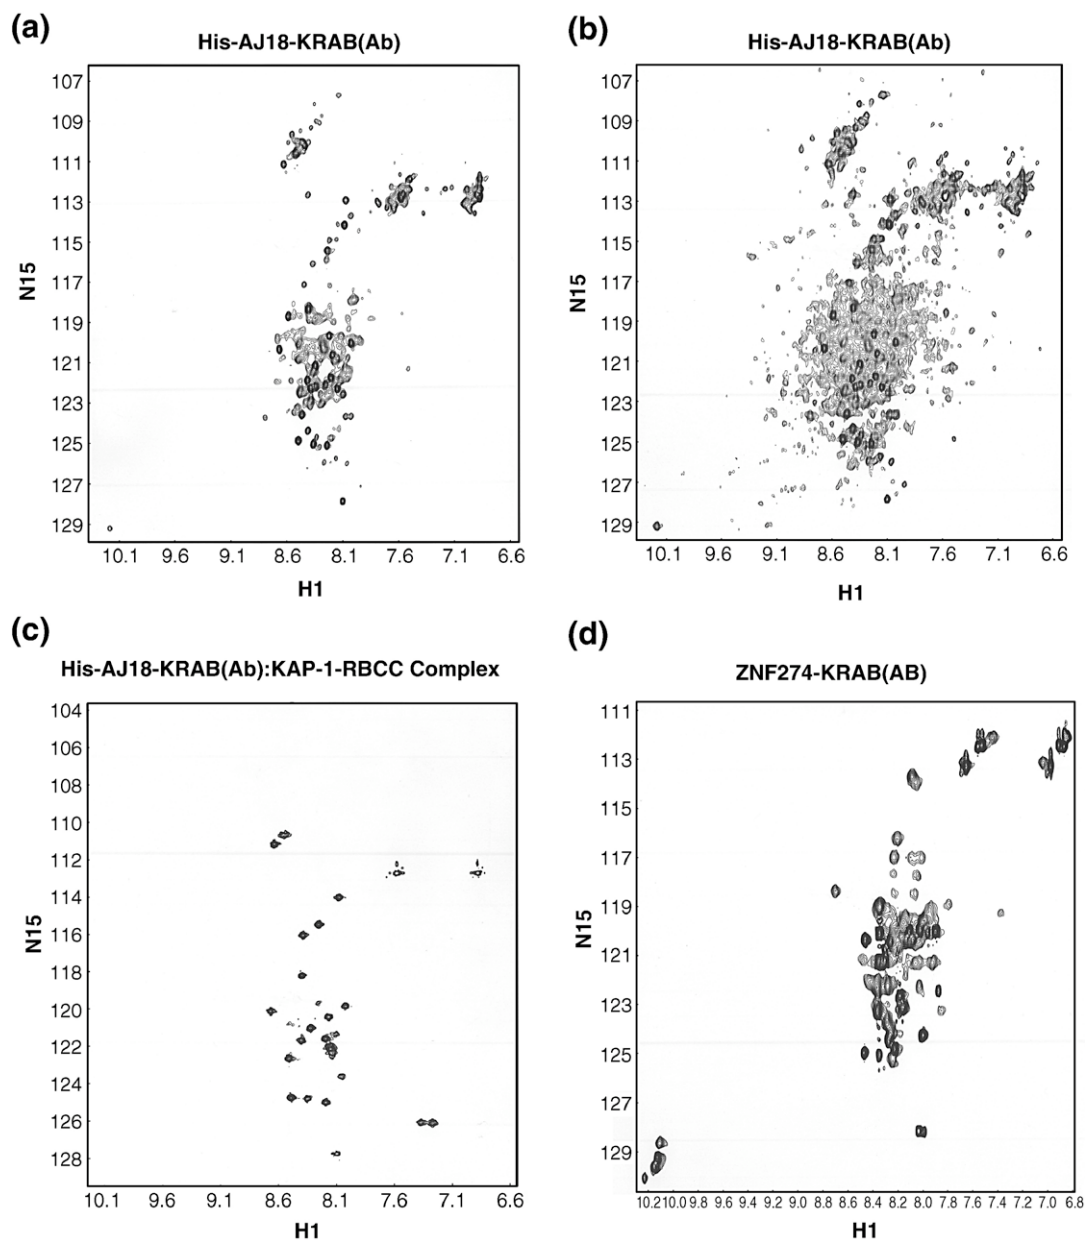 (a)
His-AJ18-KRAB(Ab)
107
109
111
113
115
117
119
121
123
125
127
129
N15
10.1 9.6 9.1 8.6 8.1 7.6 7.1 6.6
H1
(b)
His-AJ18-KRAB(Ab)
107
109
111
113
115
117
119
121
123
125
127
129
N15
10.1 9.6 9.1 8.6 8.1 7.6 7.1 6.6
H1
(c)
His-AJ18-KRAB(Ab):KAP-1-RBCC Complex
104
106
108
110
112
114
116
118
120
122
124
126
128
N15
10.1 9.6 9.1 8.6 8.1 7.6 7.1 6.6
H1
(d)
ZNF274-KRAB(AB)
111
113
115
117
119
121
123
125
127
129
N15
10.2 10.0 9.8 9.6 9.4 9.2 9.0 8.8 8.6 8.4 8.2 8.0 7.8 7.6 7.4 7.2 7.0 6.8
H1